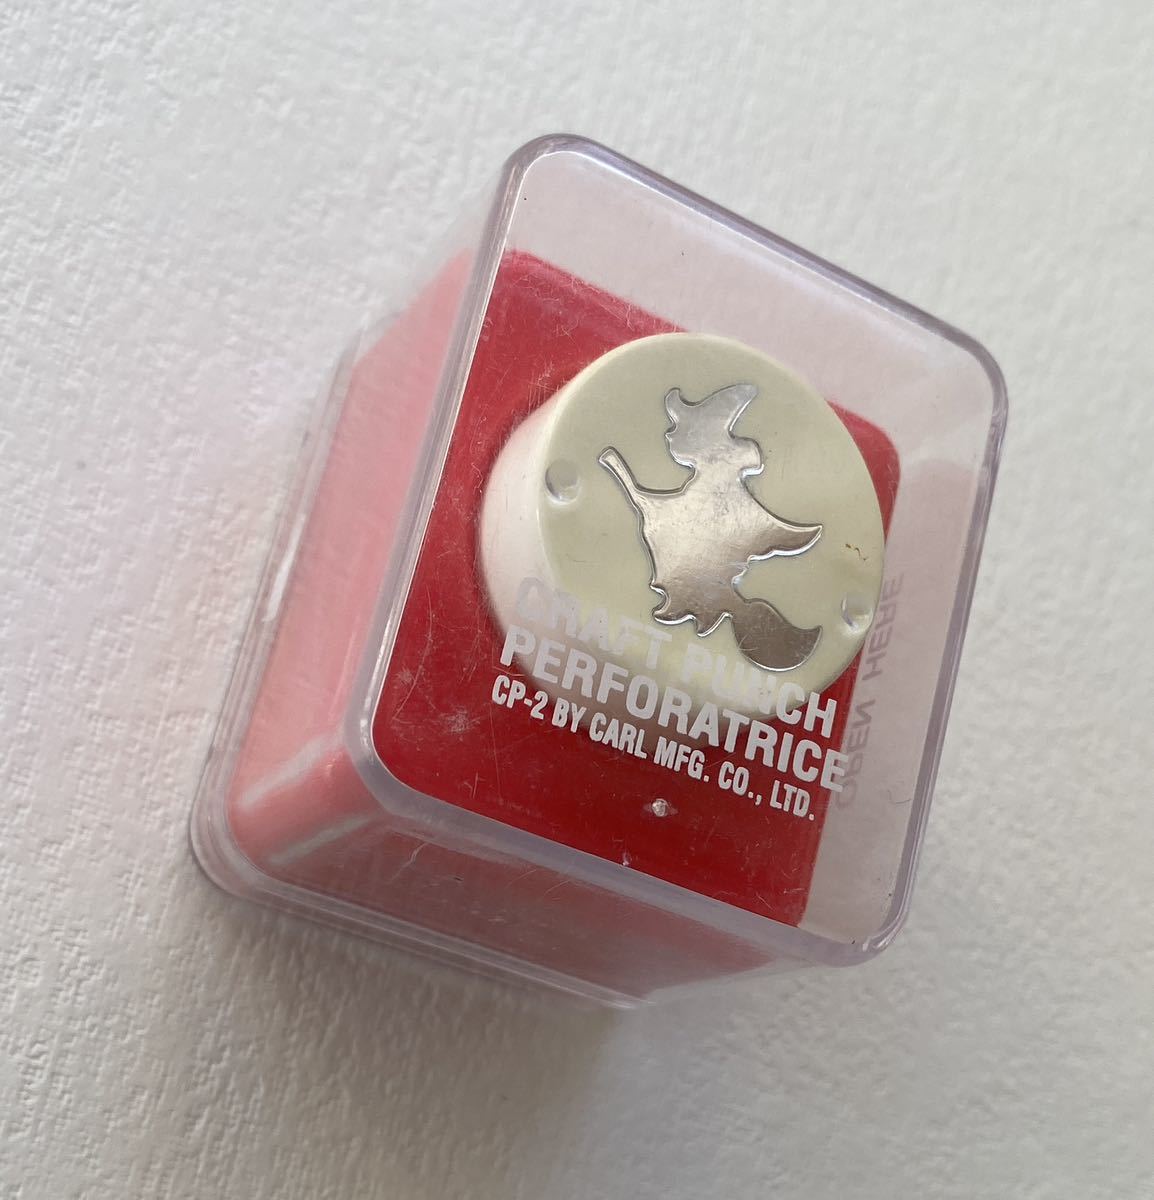 CRAFT PUNCH
PERFORATRICE
CP-2 BY CARL MFG. CO., LTD.
OPEN HERE